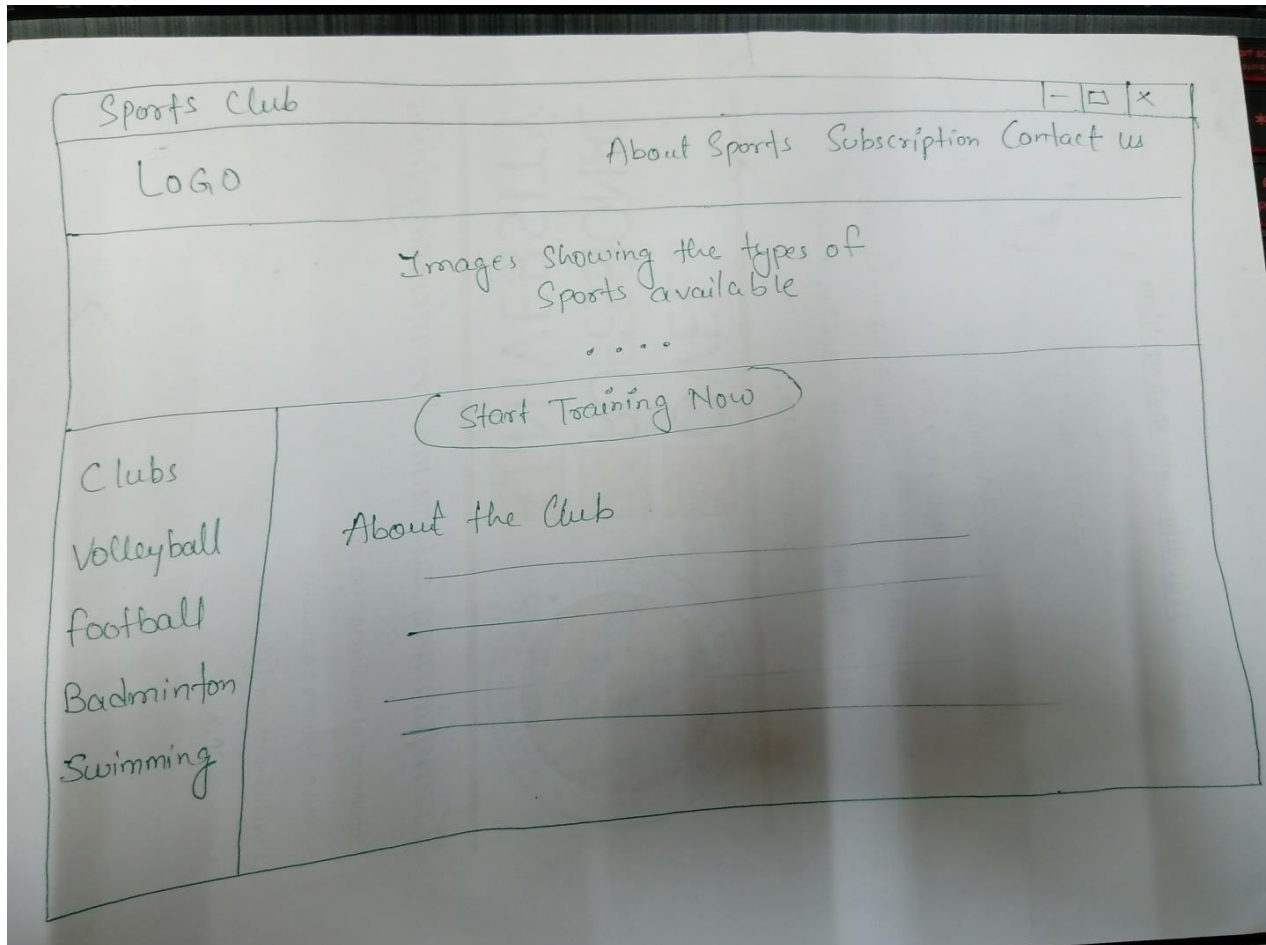 Sports Club
LOGO
About Sports Subscription Contact us
Images showing the types of
Sports available
Start Training Now
Clubs
Volleyball
football
Badminton
Swimming
About the Club